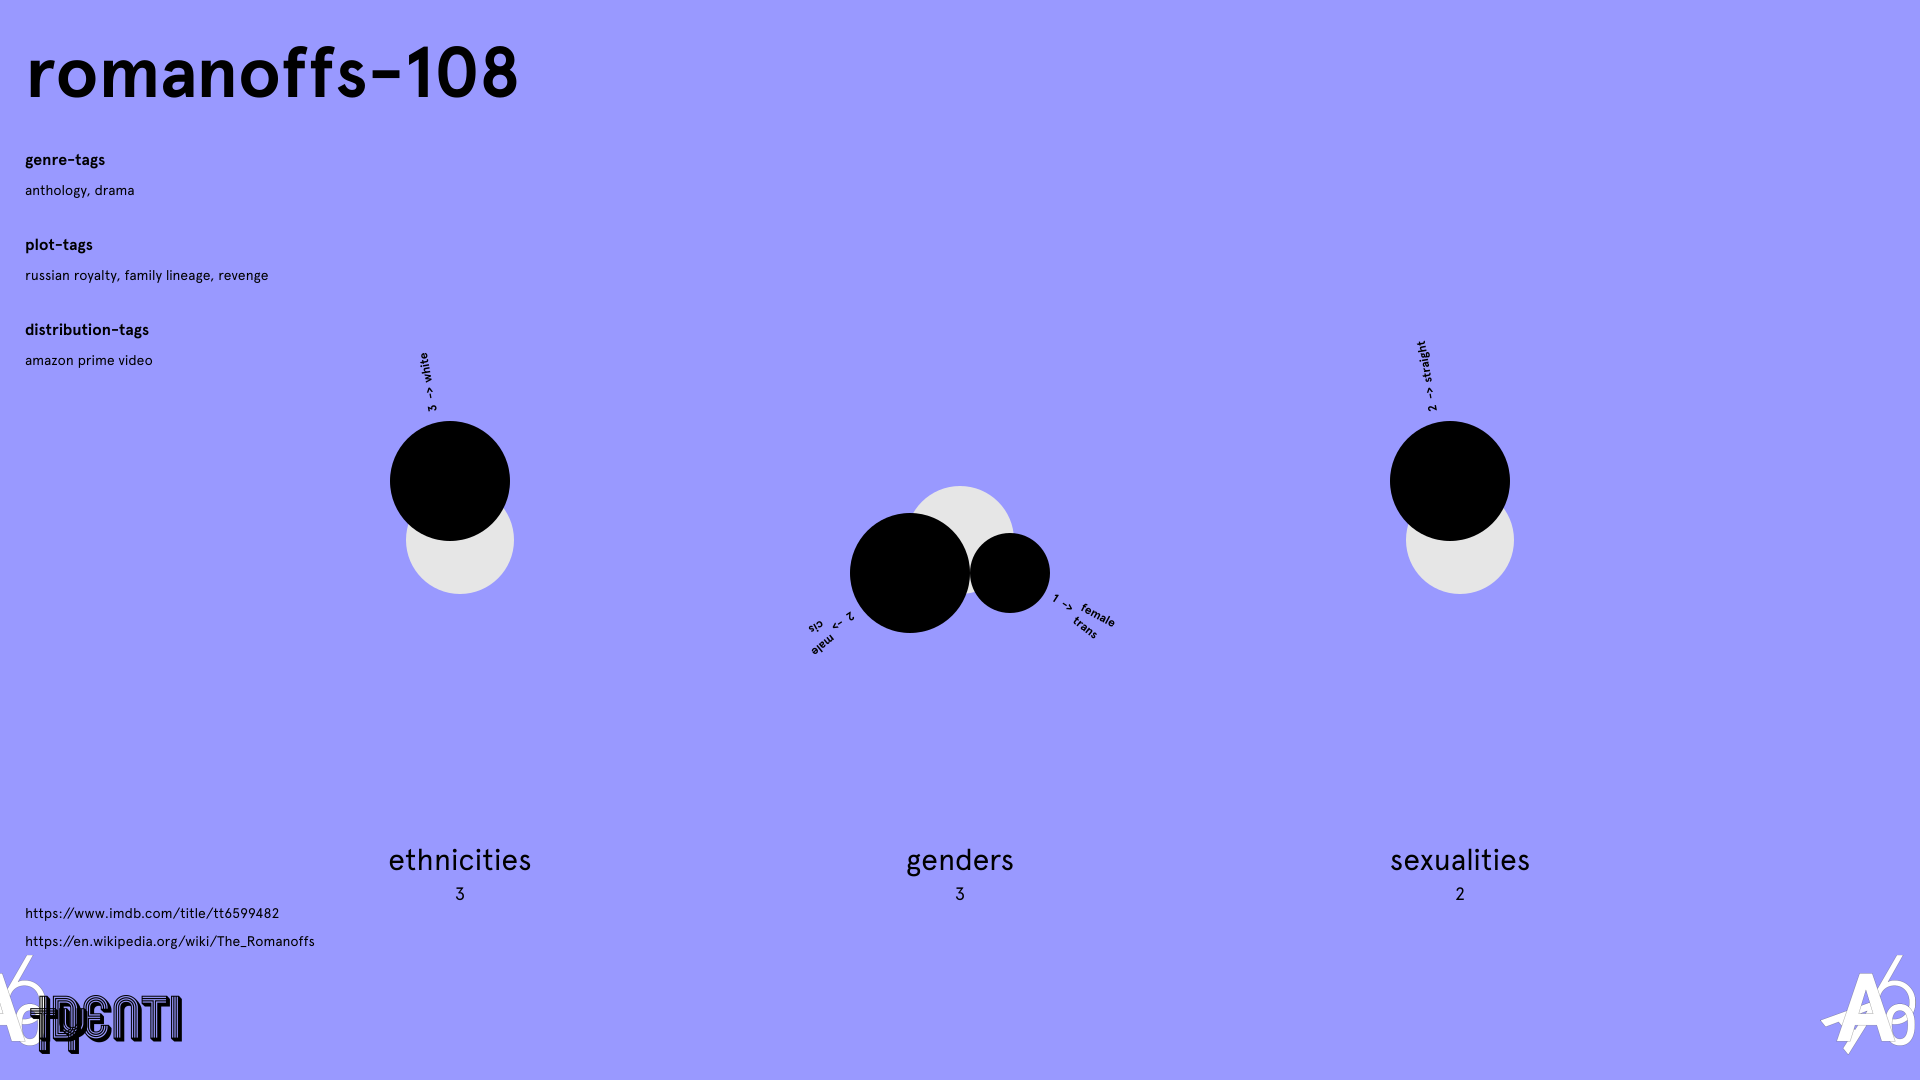 romanoffs-108
genre-tags
anthology, drama
plot-tags
russian royalty, family lineage, revenge
distribution-tags
amazon prime video
3 -> white
2 -> male
cis
1 -> female
trans
2 -> straight
ethnicities
3
genders
3
sexualities
2
https://www.imdb.com/title/tt6599482
https://en.wikipedia.org/wiki/The_Romanoffs
IDENTI